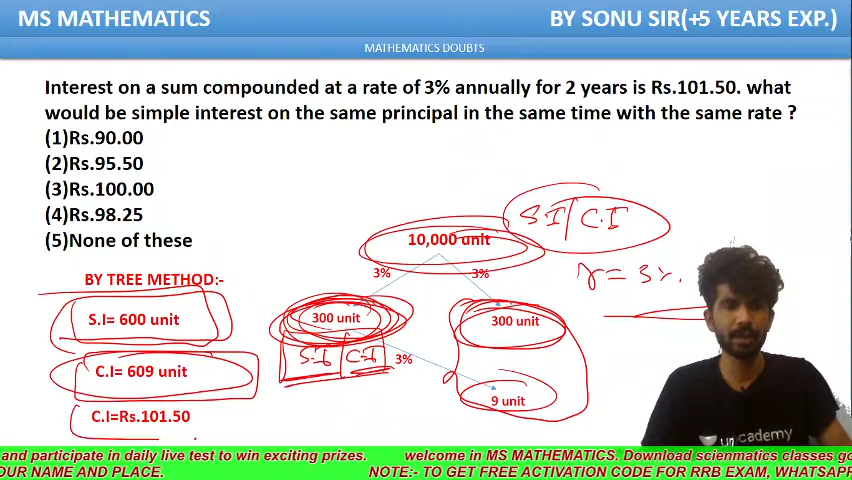 MS MATHEMATICS
BY SONU SIR(+5 YEARS EXP.)
MATHEMATICS DOUBTS
Interest on a sum compounded at a rate of 3% annually for 2 years is Rs.101.50. what
would be simple interest on the same principal in the same time with the same rate ?
(1)Rs.90.00
(2)Rs.95.50
(3)Rs.100.00
(4)Rs.98.25
(5)None of these
S.I/C.I
10,000 unit
r=3%.
3%
3%
BY TREE METHOD:-
S.I= 600 unit
300 unit
300 unit
S.I C.I
3%
C.I= 609 unit
9 unit
C.I=Rs.101.50
unacademy
and participate in daily live test to win exciting prizes.
welcome in MS MATHEMATICS. Download scienmatics classes go
OUR NAME AND PLACE.
NOTE:- TO GET FREE ACTIVATION CODE FOR RRB EXAM, WHATSAPP